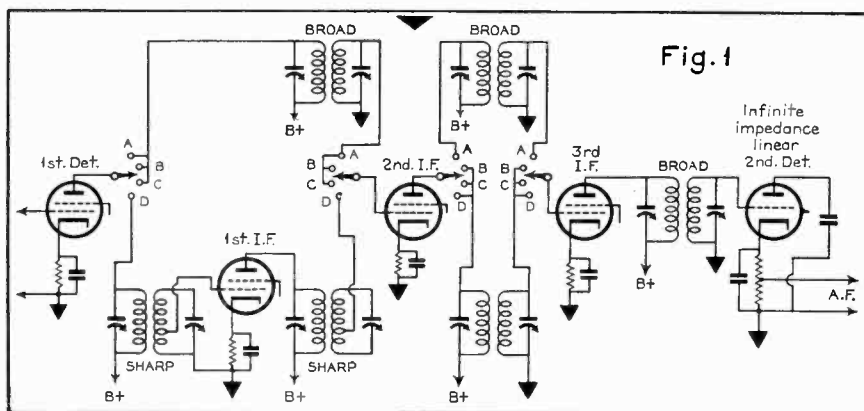 BROAD
BROAD
Fig.1
B+
B+
Infinite
impedance
linear
2nd. Det.
1st. Det.
A
B
C
D
A
B
C
D
2nd. I.F.
A
B
C
D
A
B
C
D
3rd
I.F.
BROAD
1st. I.F.
B+
A.F.
SHARP
SHARP
B+
B+
B+